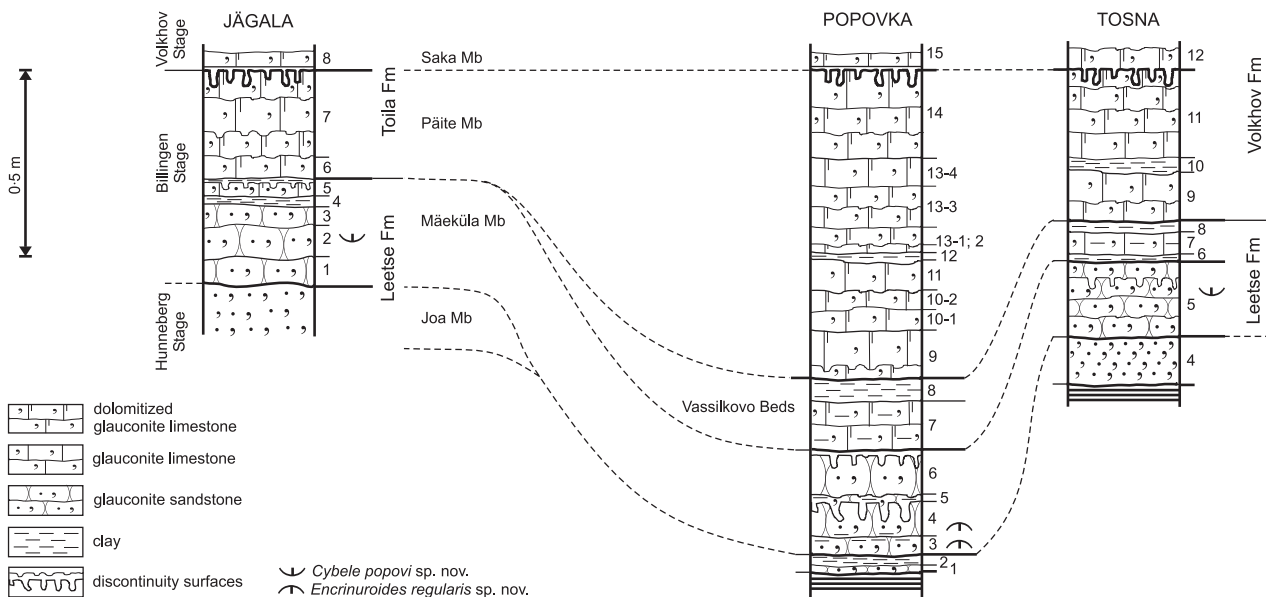 JÄGALA
POPOVKA
TOSNA
0·5 m
Volkhov
Stage
Billingen
Stage
Hunneberg
Stage
8
7
6
5
4
3
2
1
Toila Fm
Leetse Fm
Saka Mb
Päite Mb
Mäeküla Mb
Joa Mb
Vassilkovo Beds
15
14
13-4
13-3
13-1; 2
12
11
10-2
10-1
9
8
7
6
5
4
3
2
1
12
11
10
9
8
7
6
5
4
Volkhov Fm
Leetse Fm
dolomitized
glauconite limestone
glauconite limestone
glauconite sandstone
clay
discontinuity surfaces
Cybele popovi sp. nov.
Encrinuroides regularis sp. nov.